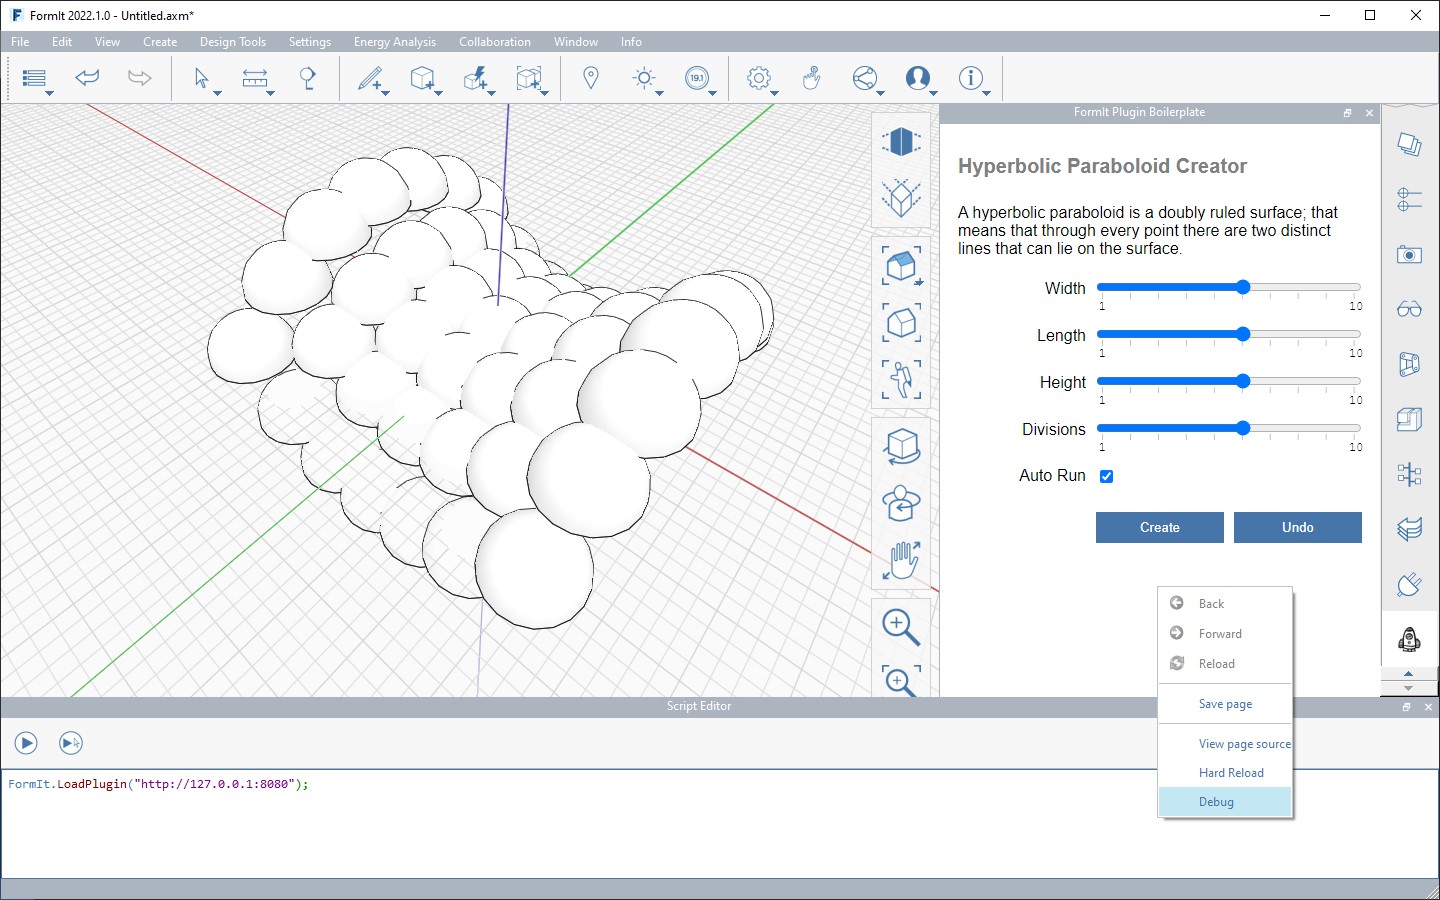 FormIt 2022.1.0 - Untitled.axm*
File Edit View Create Design Tools Settings Energy Analysis Collaboration Window Info
19.1
FormIt Plugin Boilerplate
Hyperbolic Paraboloid Creator
A hyperbolic paraboloid is a doubly ruled surface; that
means that through every point there are two distinct
lines that can lie on the surface.
Width
1 10
Length
1 10
Height
1 10
Divisions
1 10
Auto Run
Create Undo
Back
Forward
Reload
Save page
View page source
Hard Reload
Debug
Script Editor
FormIt.LoadPlugin("http://127.0.0.1:8080");